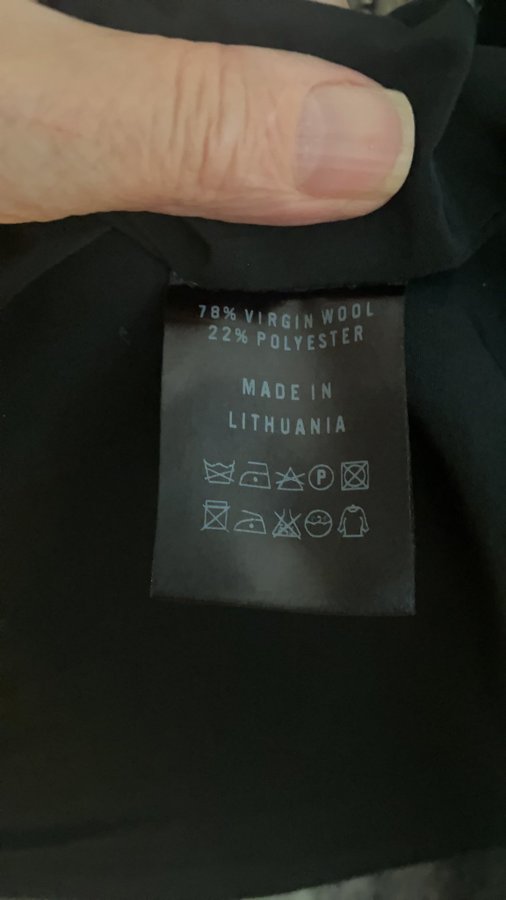 78% VIRGIN WOOL
22% POLYESTER
MADE IN
LITHUANIA
P